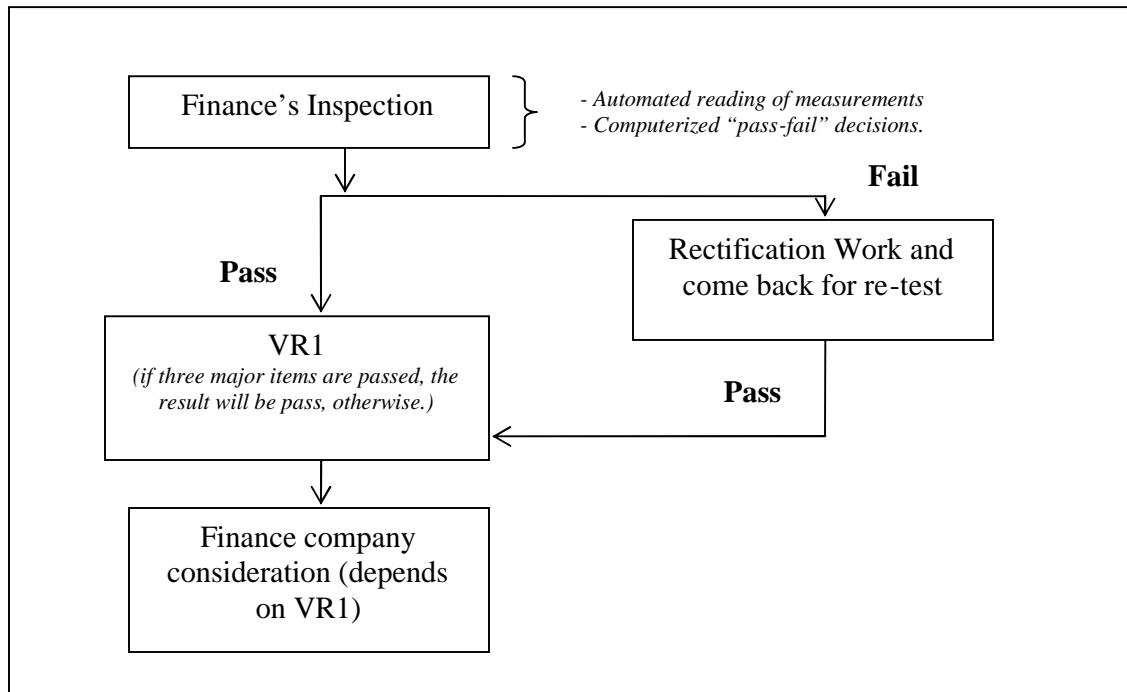 Finance’s Inspection
- Automated reading of measurements
- Computerized “pass-fail” decisions.
Fail
Rectification Work and
come back for re-test
Pass
VR1
(if three major items are passed, the
result will be pass, otherwise.)
Pass
Finance company
consideration (depends
on VR1)